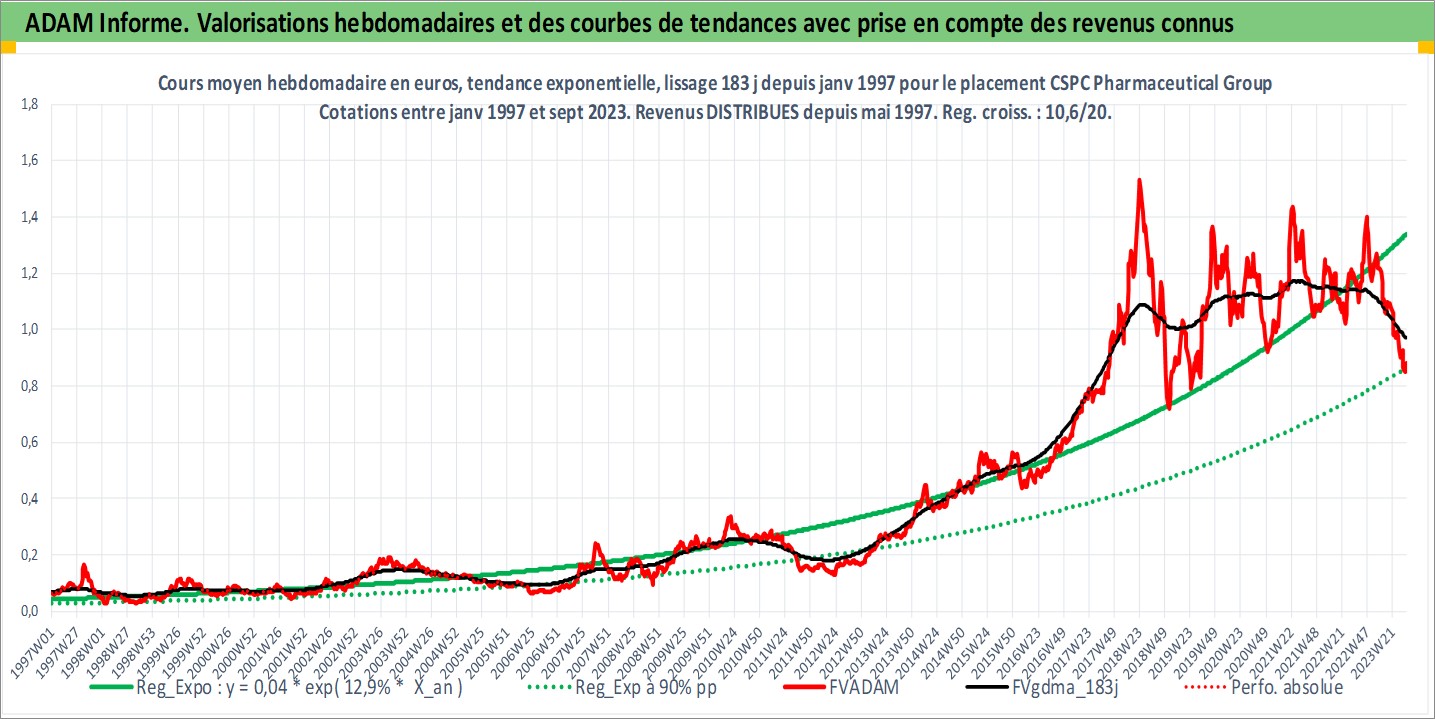 ADAM Informe. Valorisations hebdomadaires et des courbes de tendances avec prise en compte des revenus connus
Cours moyen hebdomadaire en euros, tendance exponentielle, lissage 183 j depuis janv 1997 pour le placement CSPC Pharmaceutical Group
Cotations entre janv 1997 et sept 2023. Revenus DISTRIBUES depuis mai 1997. Reg. croiss. : 10,6/20.
1,8
1,6
1,4
1,2
1,0
0,8
0,6
0,4
0,2
0,0
1997W01 1997W27 1998W01 1998W27 1998W53 1999W26 1999W52 2000W26 2000W52 2001W26 2001W52 2002W26 2002W52 2003W26 2003W52 2004W26 2004W52 2005W25 2005W51 2006W25 2006W51 2007W25 2007W51 2008W25 2008W51 2009W25 2009W51 2010W24 2010W50 2011W24 2011W50 2012W24 2012W50 2013W24 2013W50 2014W24 2014W50 2015W24 2015W50 2016W23 2016W49 2017W23 2017W49 2018W23 2018W49 2019W23 2019W49 2020W23 2020W49 2021W22 2021W48 2022W21 2022W47 2023W21
Reg_Expo : y = 0,04 * exp( 12,9% * X_an ) Reg_Exp à 90% pp FVADAM FVgdma_183j Perfo. absolue